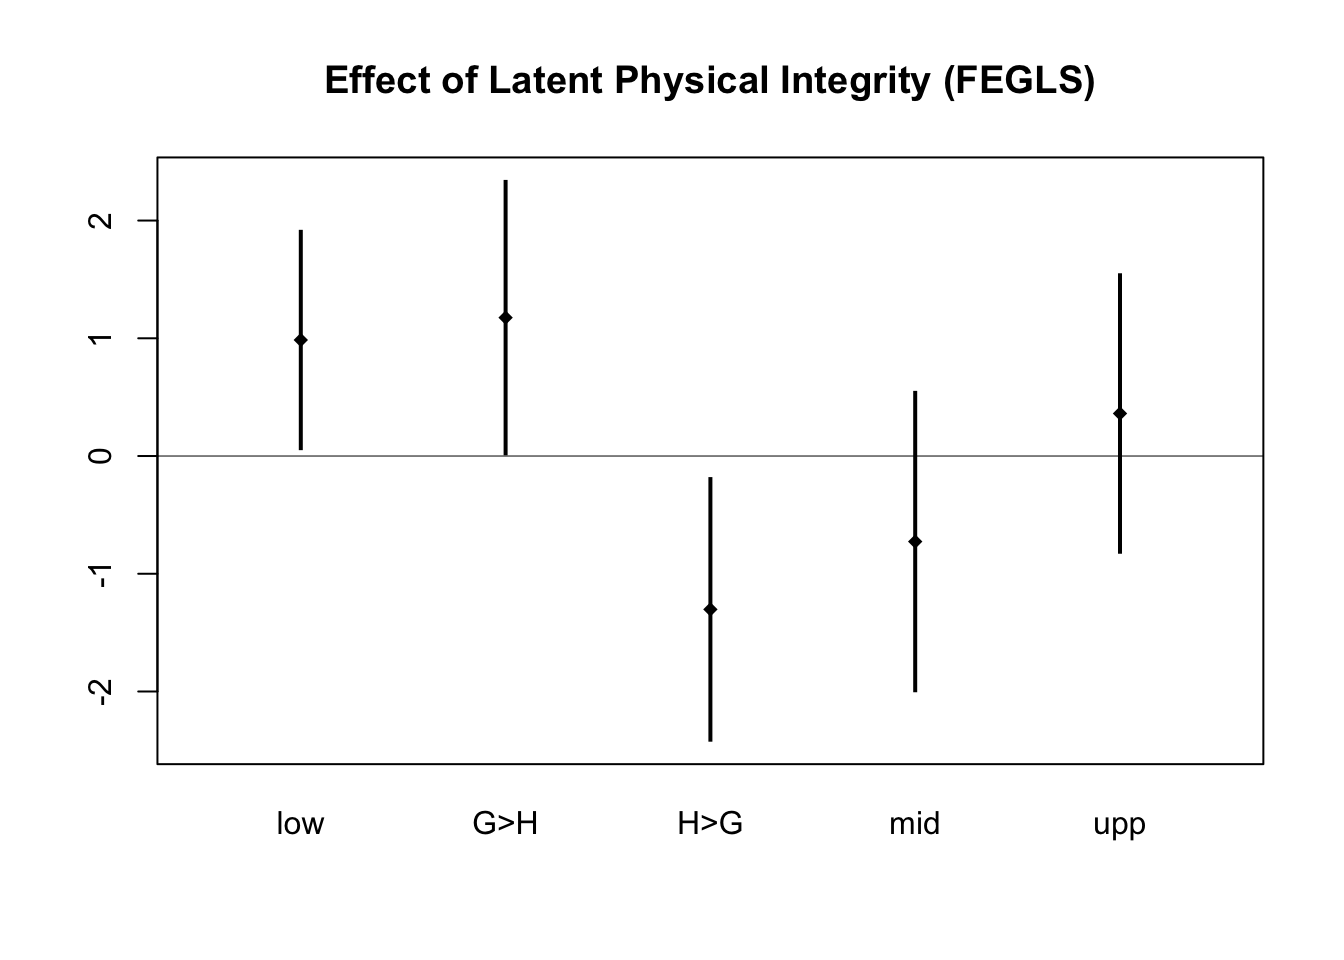 Effect of Latent Physical Integrity (FEGLS)
2
1
0
-1
-2
low G>H H>G mid upp